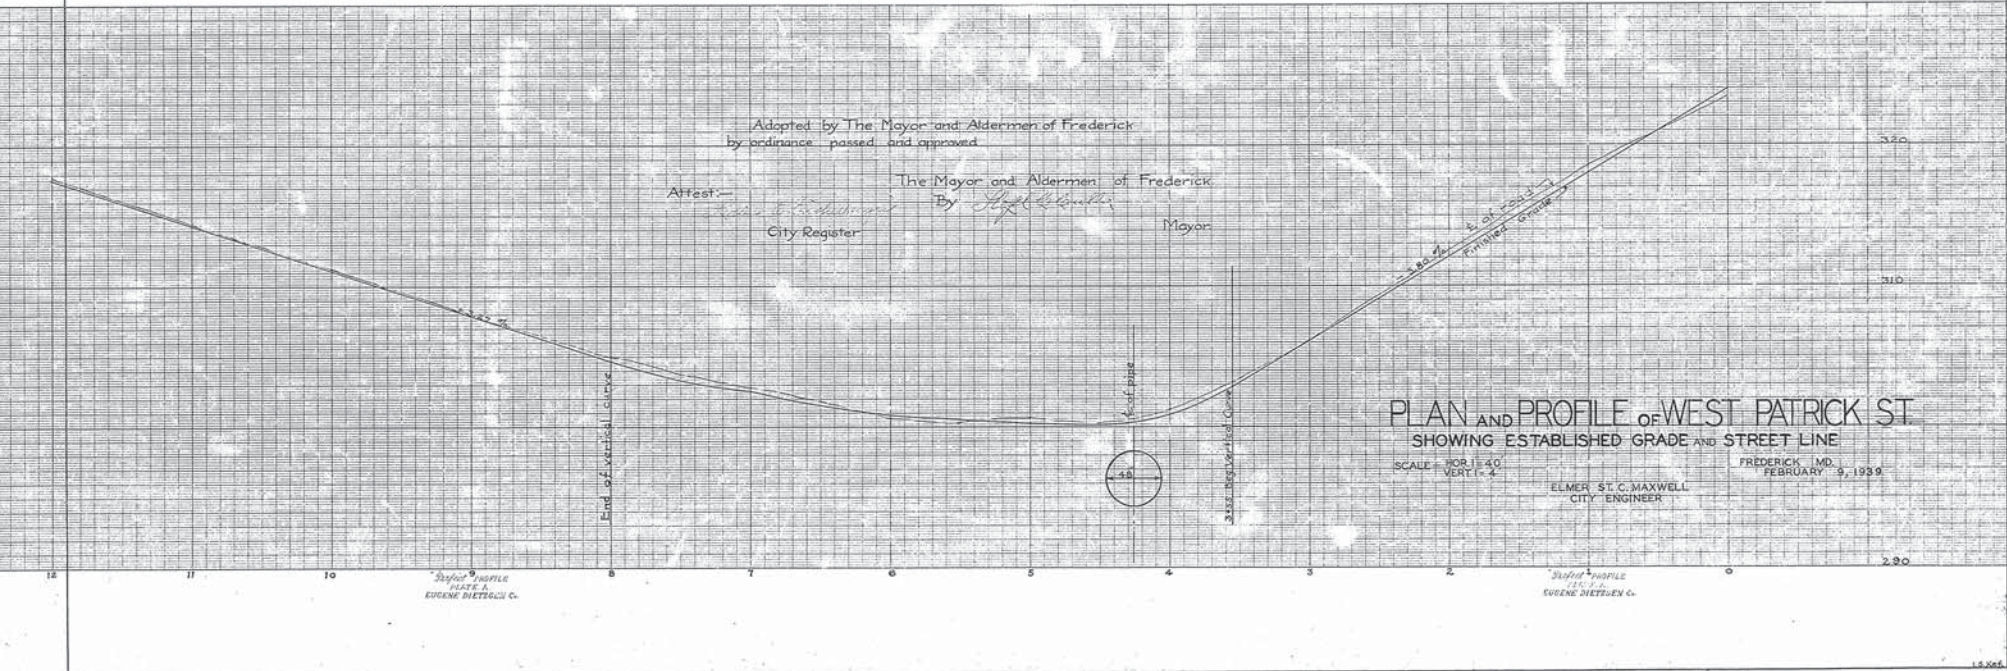 Adopted by The Mayor and Aldermen of Frederick
by ordinance passed and approved
The Mayor and Aldermen of Frederick
Attest:—
By
City Register
Mayor
320
310
290
℄ of road
Finished Grade
℄ of pipe
48
End of vertical curve
3+55 Beg. Vertical Curve
PLAN AND PROFILE OF WEST PATRICK ST.
SHOWING ESTABLISHED GRADE AND STREET LINE
SCALE = HOR. 1"=40'
VERT. 1"=4'
FREDERICK MD.
FEBRUARY 9, 1939
ELMER ST. C. MAXWELL
CITY ENGINEER
12 11 10 9 8 7 6 5 4 3 2 1 0
"Perfect" PROFILE
PLATE A.
EUGENE DIETZGEN Co.
"Perfect" PROFILE
EUGENE DIETZGEN Co.